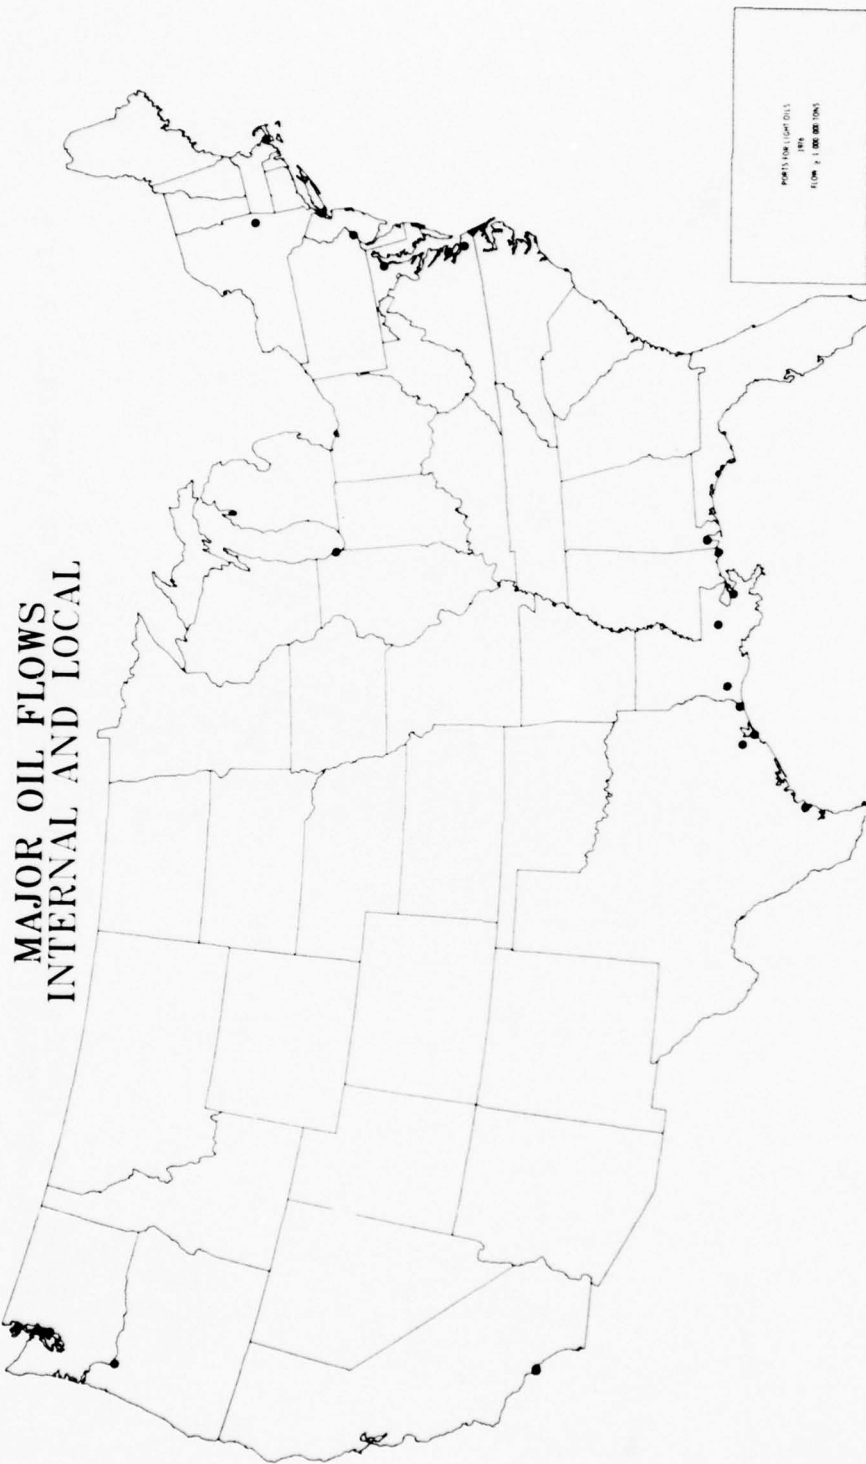 MAJOR OIL FLOWS
INTERNAL AND LOCAL
PORTS FOR LIGHT OILS
1976
FLOW ≥ 1 000 000 TONS